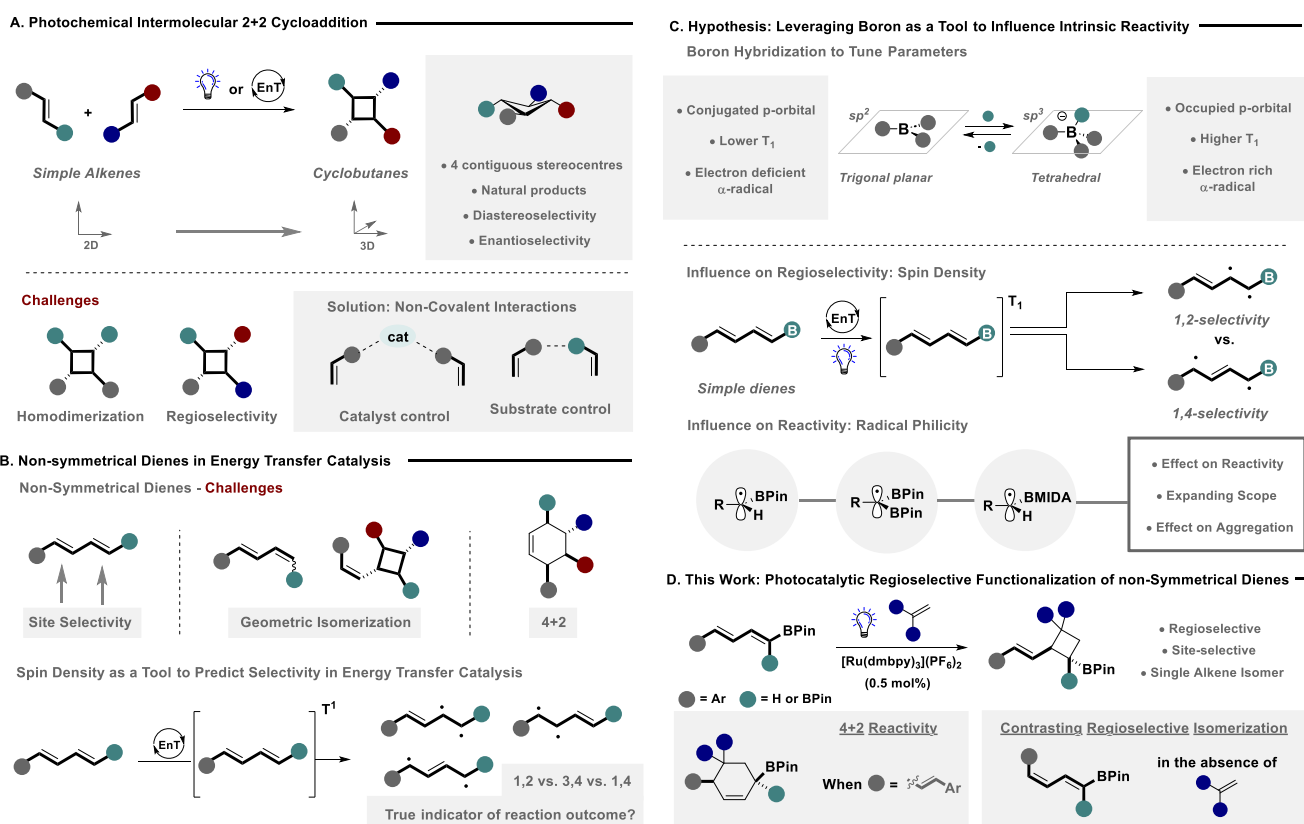 A. Photochemical Intermolecular 2+2 Cycloaddition
or
EnT
+
Simple Alkenes
Cyclobutanes
2D
3D
• 4 contiguous stereocentres
• Natural products
• Diastereoselectivity
• Enantioselectivity
Challenges
Homodimerization
Regioselectivity
Solution: Non-Covalent Interactions
cat
Catalyst control
Substrate control
B. Non-symmetrical Dienes in Energy Transfer Catalysis
Non-Symmetrical Dienes - Challenges
Site Selectivity
Geometric Isomerization
4+2
Spin Density as a Tool to Predict Selectivity in Energy Transfer Catalysis
EnT
T1
1,2 vs. 3,4 vs. 1,4
True indicator of reaction outcome?
C. Hypothesis: Leveraging Boron as a Tool to Influence Intrinsic Reactivity
Boron Hybridization to Tune Parameters
• Conjugated p-orbital
• Lower T1
• Electron deficient
α-radical
sp2
B
Trigonal planar
-
sp3
B
Tetrahedral
• Occupied p-orbital
• Higher T1
• Electron rich
α-radical
Influence on Regioselectivity: Spin Density
B
Simple dienes
EnT
B
T1
B
1,2-selectivity
vs.
B
1,4-selectivity
Influence on Reactivity: Radical Philicity
R
BPin
H
R
BPin
BPin
R
BMIDA
H
• Effect on Reactivity
• Expanding Scope
• Effect on Aggregation
D. This Work: Photocatalytic Regioselective Functionalization of non-Symmetrical Dienes
BPin
[Ru(dmbpy)3](PF6)2
(0.5 mol%)
BPin
• Regioselective
• Site-selective
• Single Alkene Isomer
= Ar
= H or BPin
4+2 Reactivity
BPin
H
When
=
Ar
Contrasting Regioselective Isomerization
BPin
in the absence of